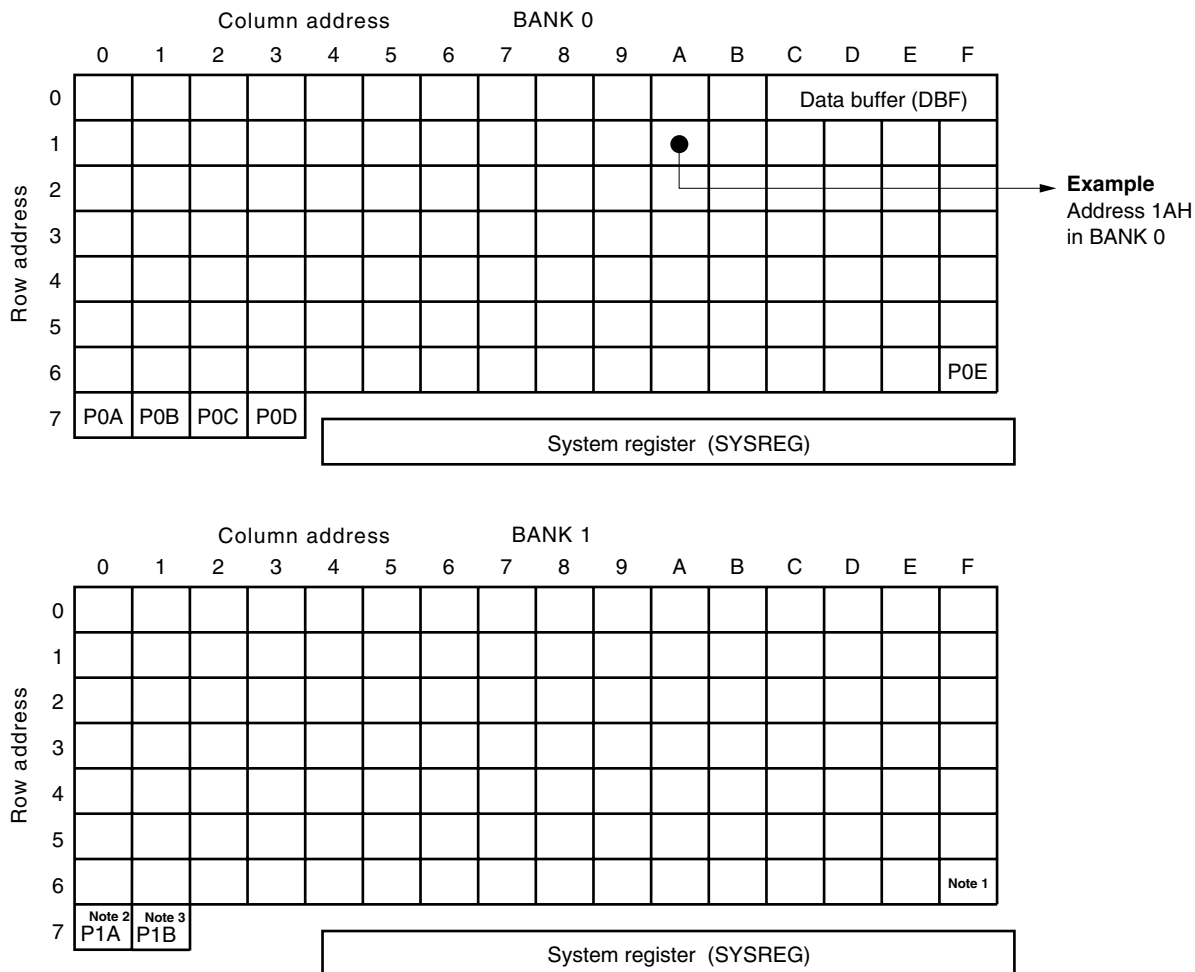 Column address BANK 0
0 1 2 3 4 5 6 7 8 9 A B C D E F
0 Data buffer (DBF)
1
2
3
4
5
6 P0E
7 P0A P0B P0C P0D
System register (SYSREG)
Row address
Example
Address 1AH
in BANK 0
Column address BANK 1
0 1 2 3 4 5 6 7 8 9 A B C D E F
0
1
2
3
4
5
6 Note 1
Note 2 Note 3
7 P1A P1B
System register (SYSREG)
Row address